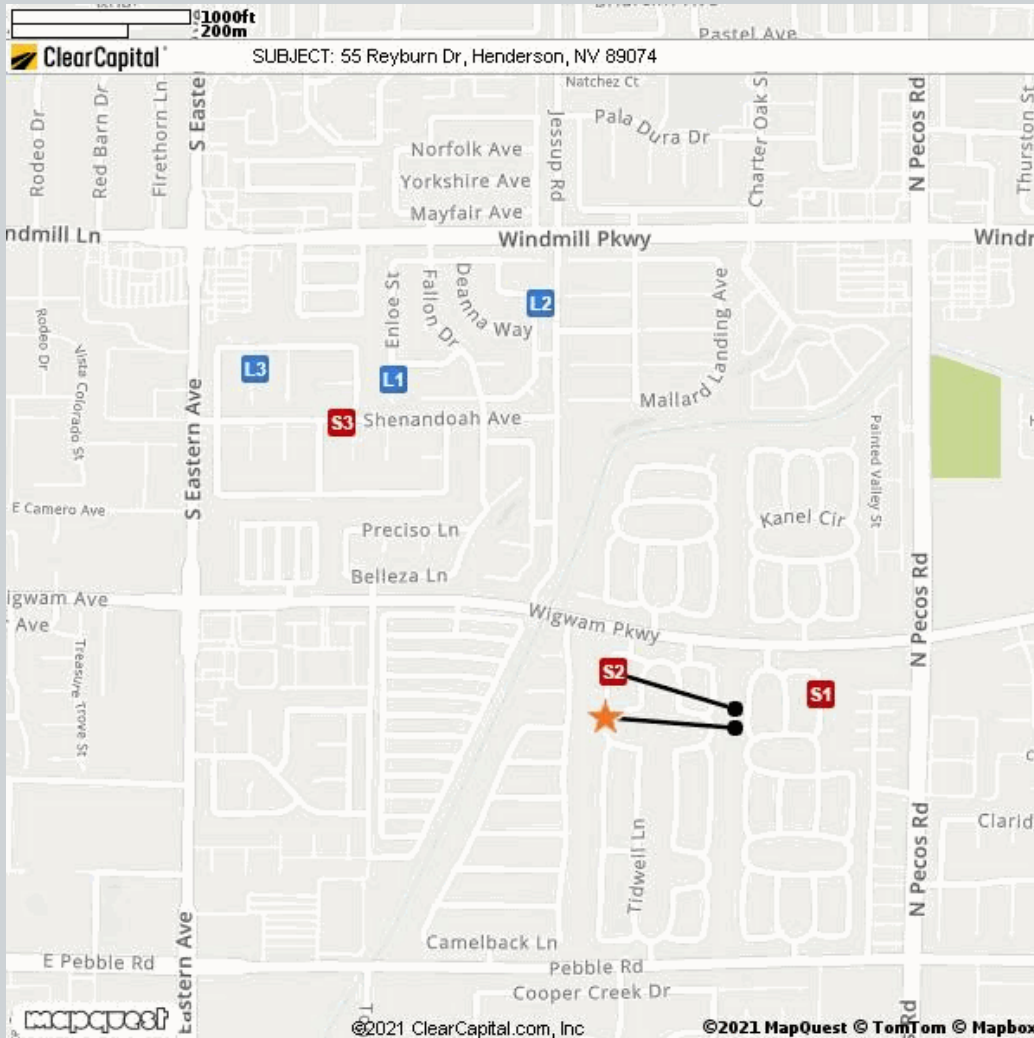 1000ft
200m
Pastel Ave
ClearCapital
SUBJECT: 55 Reyburn Dr, Henderson, NV 89074
Natchez Ct
Rodeo Dr
Red Barn Dr
Firethorn Ln
S Easte
Jessup Rd
Pala Dura Dr
Charter Oak S
N Pecos Rd
Thurston St
Norfolk Ave
Yorkshire Ave
Mayfair Ave
ndmill Ln
Windmill Pkwy
Windr
Enloe St
Fallon Dr
Deanna Way
L2
Mallard Landing Ave
Rodeo Dr
Vista Colorado St
L3
L1
S Eastern Ave
S3
Shenandoah Ave
Painted Valley St
E Camero Ave
Kanel Cir
Preciso Ln
Belleza Ln
N Pecos Rd
igwam Ave
Ave
Wigwam Pkwy
Treasure Trove St
S2
S1
Tidwell Ln
N Pecos Rd
Clarid
Camelback Ln
E Pebble Rd
Pebble Rd
Eastern Ave
Cooper Creek Dr
To
s Rd
mapquest
©2021 ClearCapital.com, Inc
©2021 MapQuest © TomTom © Mapbox